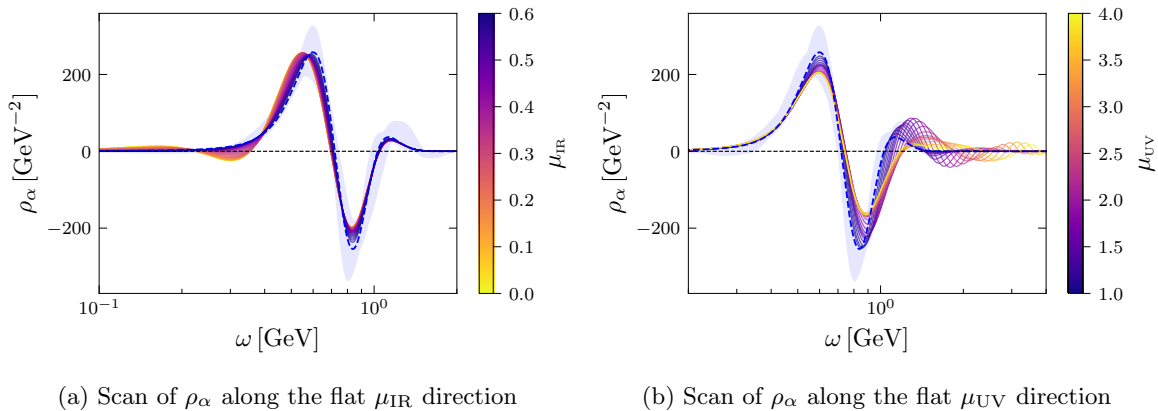 200
0
−200
ρα [GeV−2]
10−1
100
ω [GeV]
0.6
0.5
0.4
0.3
0.2
0.1
0.0
μIR
(a) Scan of ρα along the flat μIR direction
200
0
−200
ρα [GeV−2]
100
ω [GeV]
4.0
3.5
3.0
2.5
2.0
1.5
1.0
μUV
(b) Scan of ρα along the flat μUV direction